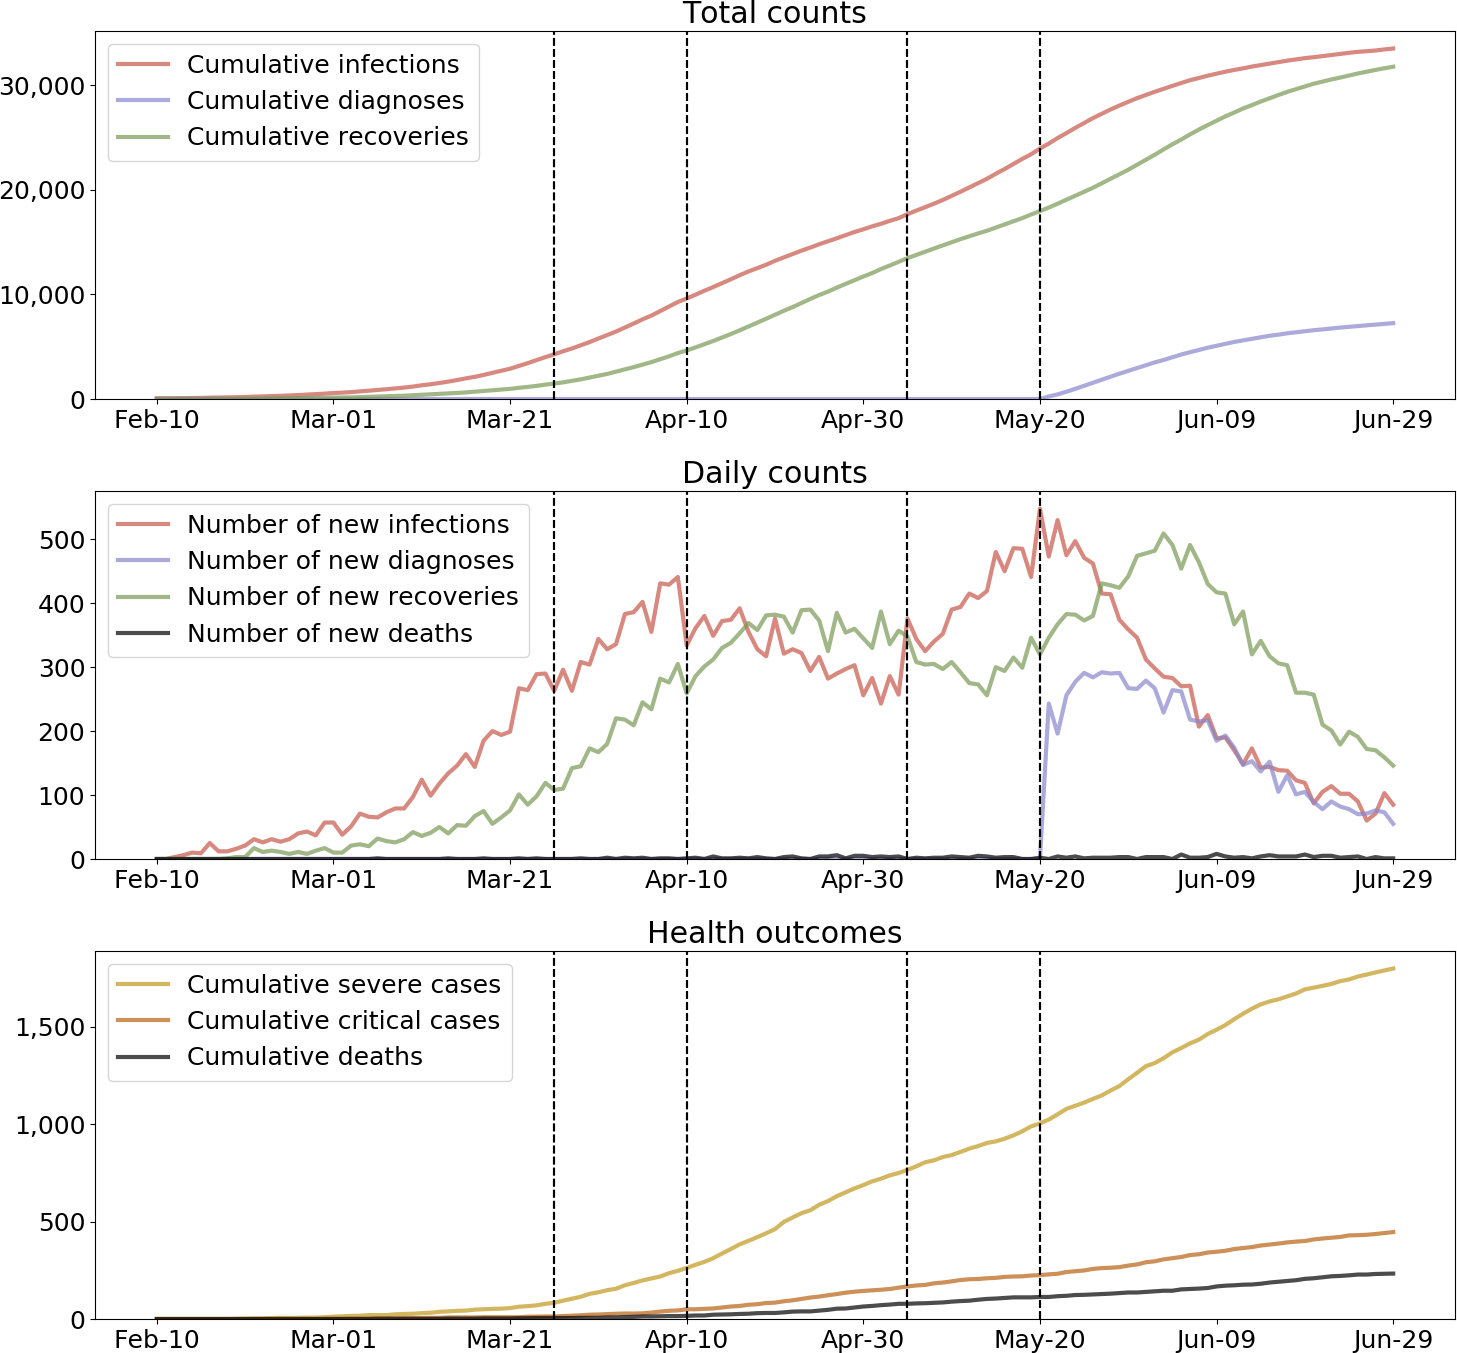 Total counts
Cumulative infections
Cumulative diagnoses
Cumulative recoveries
30,000
20,000
10,000
0
Feb-10 Mar-01 Mar-21 Apr-10 Apr-30 May-20 Jun-09 Jun-29
Daily counts
Number of new infections
Number of new diagnoses
Number of new recoveries
Number of new deaths
500
400
300
200
100
0
Feb-10 Mar-01 Mar-21 Apr-10 Apr-30 May-20 Jun-09 Jun-29
Health outcomes
Cumulative severe cases
Cumulative critical cases
Cumulative deaths
1,500
1,000
500
0
Feb-10 Mar-01 Mar-21 Apr-10 Apr-30 May-20 Jun-09 Jun-29